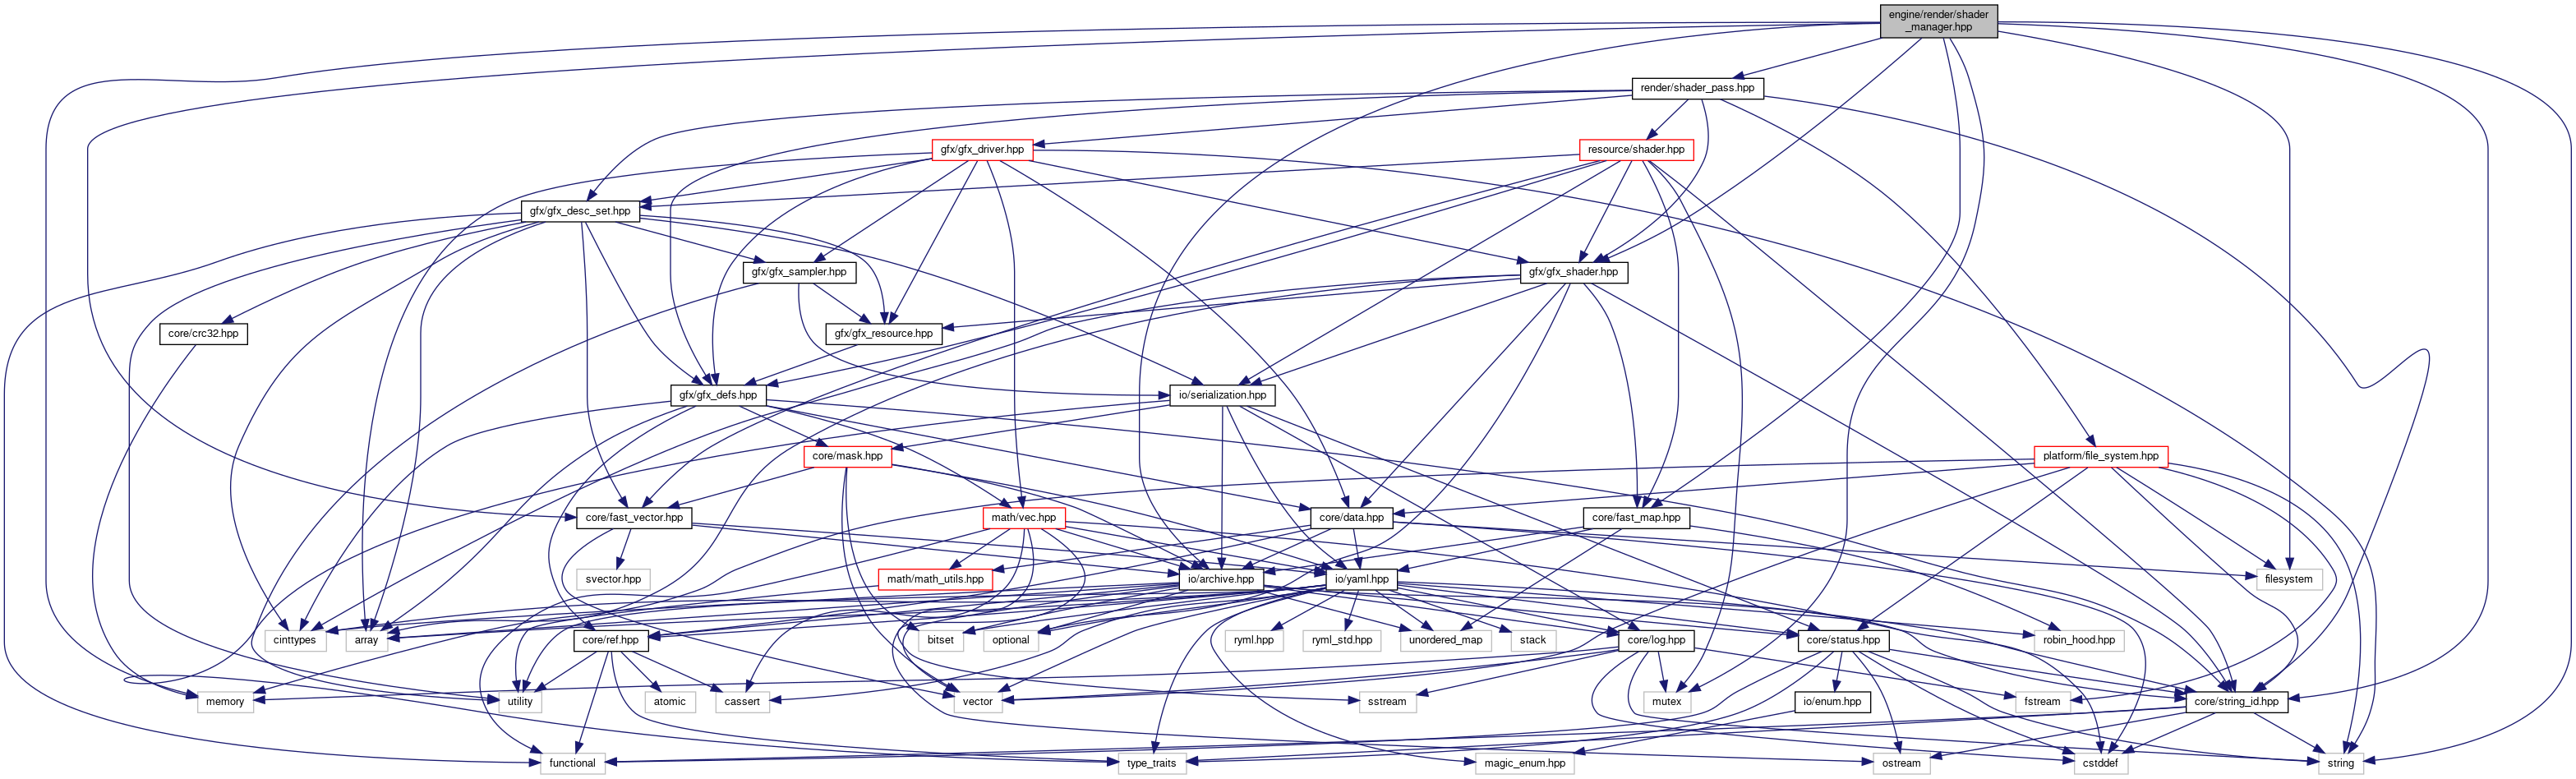 engine/render/shader
_manager.hpp
render/shader_pass.hpp
gfx/gfx_driver.hpp
resource/shader.hpp
gfx/gfx_desc_set.hpp
gfx/gfx_sampler.hpp
gfx/gfx_shader.hpp
core/crc32.hpp
gfx/gfx_resource.hpp
gfx/gfx_defs.hpp
io/serialization.hpp
core/mask.hpp
platform/file_system.hpp
core/fast_vector.hpp
math/vec.hpp
core/data.hpp
core/fast_map.hpp
svector.hpp
math/math_utils.hpp
io/archive.hpp
io/yaml.hpp
filesystem
cinttypes
array
core/ref.hpp
bitset
optional
ryml.hpp
ryml_std.hpp
unordered_map
stack
core/log.hpp
core/status.hpp
robin_hood.hpp
memory
utility
atomic
cassert
vector
sstream
mutex
io/enum.hpp
fstream
core/string_id.hpp
functional
type_traits
magic_enum.hpp
ostream
cstddef
string